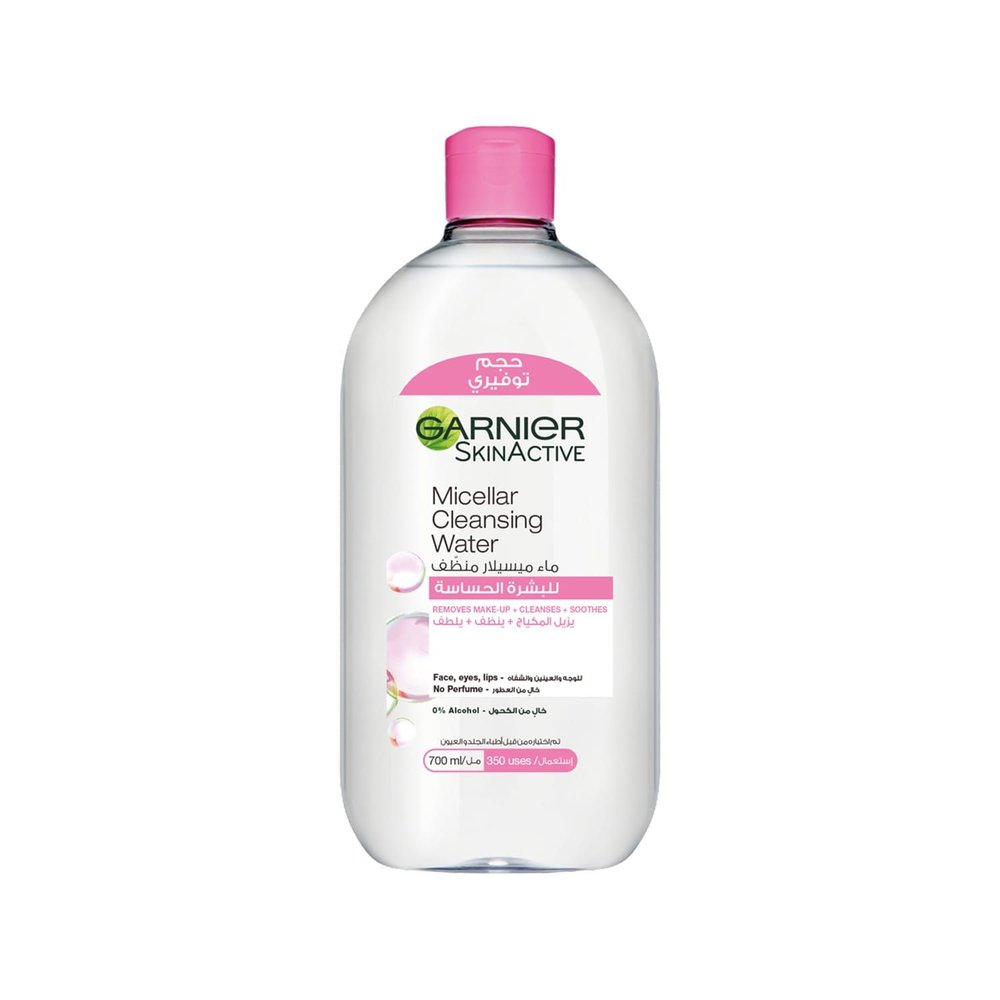 حجم
توفيري
GARNIER
SKINACTIVE
Micellar
Cleansing
Water
ماء ميسيلار منظّف
للبشرة الحساسة
REMOVES MAKE-UP + CLEANSES + SOOTHES
يزيل المكياج + ينظف + يلطف
Face, eyes, lips - للوجه والعينين والشفاه
No Perfume - خالٍ من العطور
0% Alcohol - خالٍ من الكحول
تم اختباره من قبل أطباء الجلد والعيون
700 ml/مل 350 uses /إستعمال